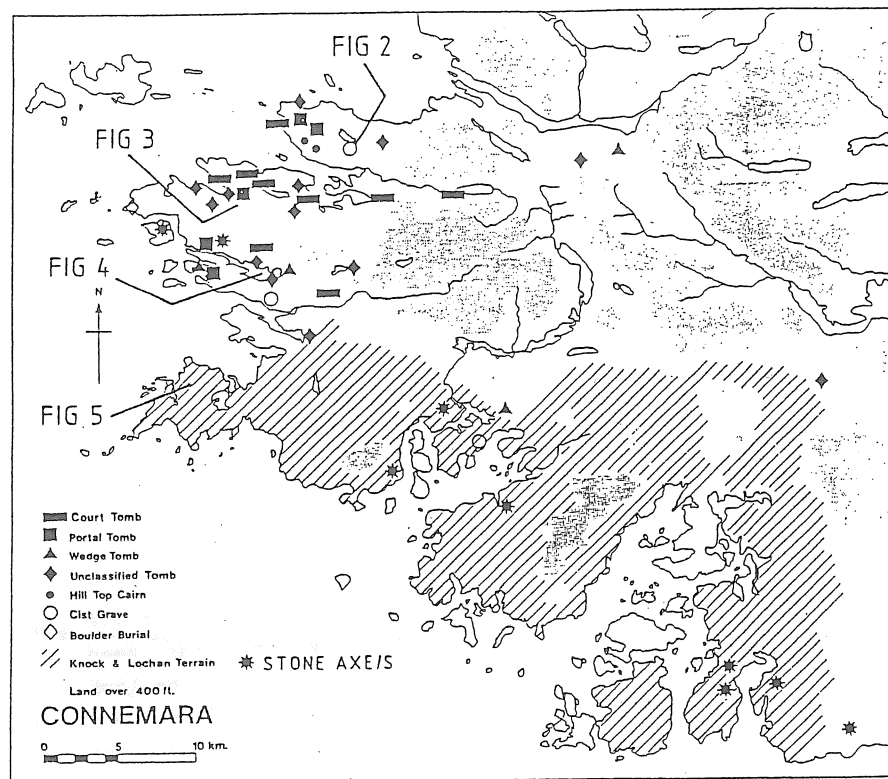 FIG 2
FIG 3
FIG 4
N
FIG 5
Court Tomb
Portal Tomb
Wedge Tomb
Unclassified Tomb
Hill Top Cairn
Cist Grave
Boulder Burial
Knock & Lochan Terrain
STONE AXE/S
Land over 400 ft.
CONNEMARA
0 5 10 km.